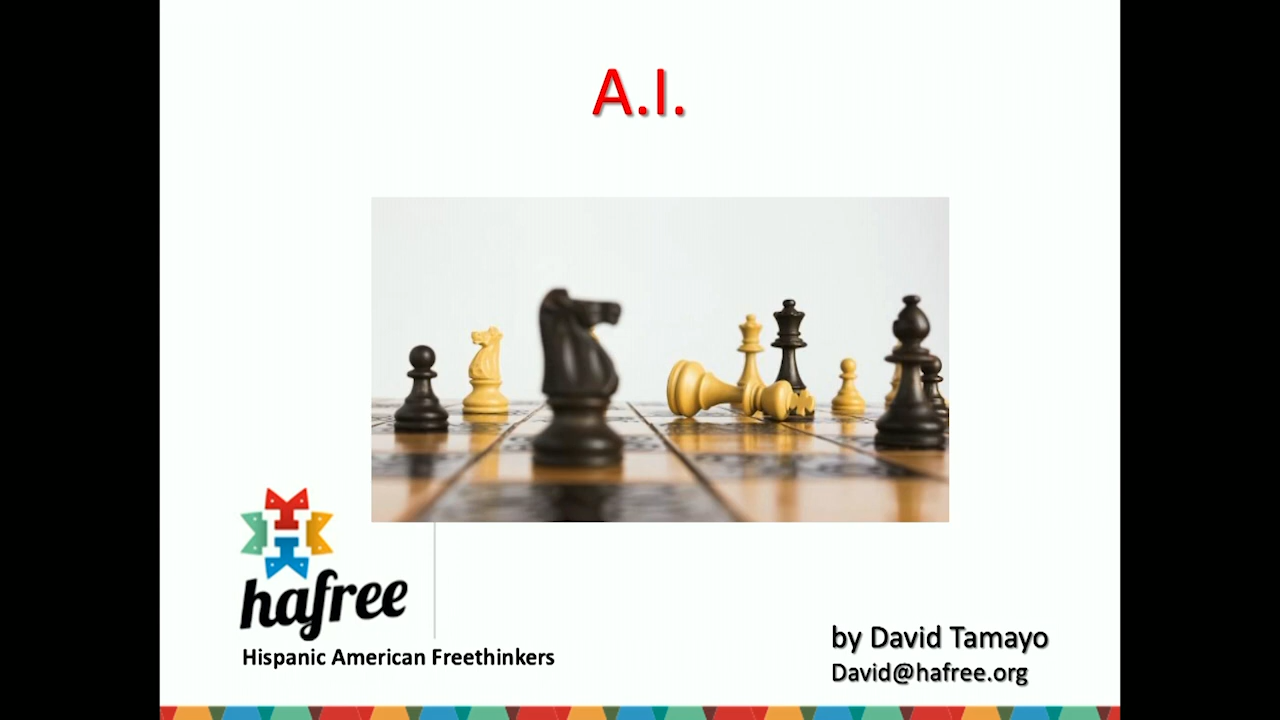 A.I.
hafree
Hispanic American Freethinkers
by David Tamayo
David@hafree.org